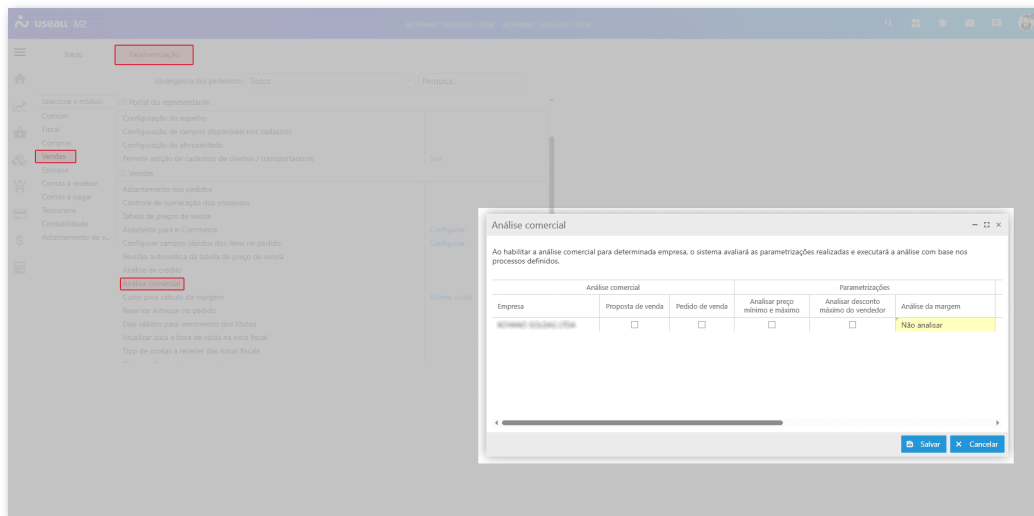 useall M2
Início
Parametrização
Abrangência dos parâmetros Todos
Pesquisa...
Selecione o módulo
Comum
Fiscal
Compras
Vendas
Estoque
Contas a receber
Contas a pagar
Tesouraria
Contabilidade
Adiantamento de v...
Portal do representante
Configuração do espelho
Configuração de campos disponíveis nos cadastros
Configuração de almoxarifado
Permitir edição de cadastros de clientes / transportadoras Sim
Vendas
Adiantamento nos pedidos
Controle de numeração dos processos
Tabela de preços de venda
Assistente para e-Commerce Configurar
Configurar campos rápidos dos itens no pedido Configurar
Revisão automática da tabela de preço de venda
Análise de crédito
Análise comercial
Custo para cálculo da margem Último custo
Reservar estoque no pedido
Dias válidos para vencimento dos títulos
Atualizar data e hora de saída na nota fiscal
Tipo de contas a receber das notas fiscais
Análise comercial
Ao habilitar a análise comercial para determinada empresa, o sistema avaliará as parametrizações realizadas e executará a análise com base nos
processos definidos.
Análise comercial
Parametrizações
Empresa
Proposta de venda
Pedido de venda
Analisar preço
mínimo e máximo
Analisar desconto
máximo do vendedor
Análise da margem
Não analisar
Salvar
Cancelar